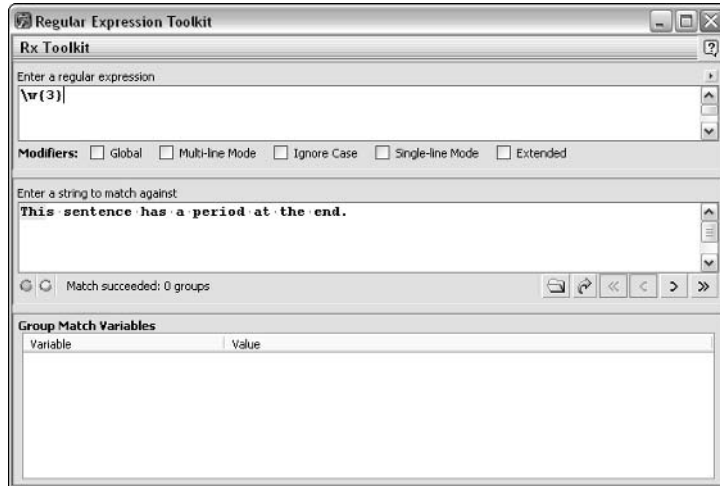 Regular Expression Toolkit
Rx Toolkit
Enter a regular expression
\w{3}
Modifiers: Global Multi-line Mode Ignore Case Single-line Mode Extended
Enter a string to match against
This·sentence·has·a·period·at·the·end.
Match succeeded: 0 groups
Group Match Variables
Variable Value